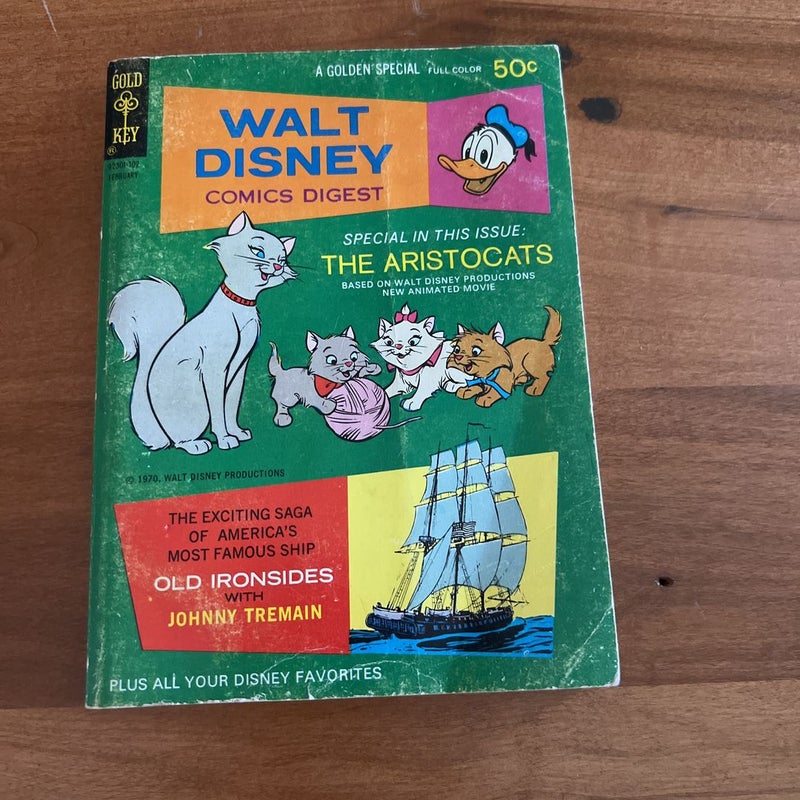 GOLD
KEY
®
A GOLDEN SPECIAL FULL COLOR 50c
WALT
DISNEY
COMICS DIGEST
FEBRUARY
SPECIAL IN THIS ISSUE:
THE ARISTOCATS
BASED ON WALT DISNEY PRODUCTIONS
NEW ANIMATED MOVIE
© 1970, WALT DISNEY PRODUCTIONS
THE EXCITING SAGA
OF AMERICA'S
MOST FAMOUS SHIP
OLD IRONSIDES
WITH
JOHNNY TREMAIN
PLUS ALL YOUR DISNEY FAVORITES